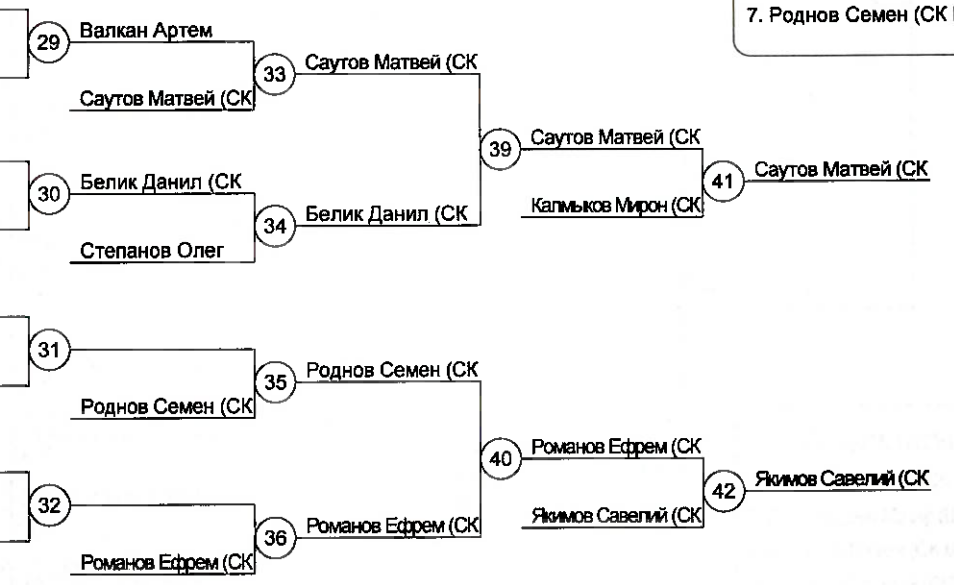 7. Роднов Семен (СК
29 Валкан Артем
33 Саутов Матвей (СК
Саутов Матвей (СК
39 Саутов Матвей (СК
41 Саутов Матвей (СК
30 Белик Данил (СК
Калмыков Мирон (СК
34 Белик Данил (СК
Степанов Олег
31
35 Роднов Семен (СК
Роднов Семен (СК
40 Романов Ефрем (СК
42 Якимов Савелий (СК
32
Якимов Савелий (СК
36 Романов Ефрем (СК
Романов Ефрем (СК